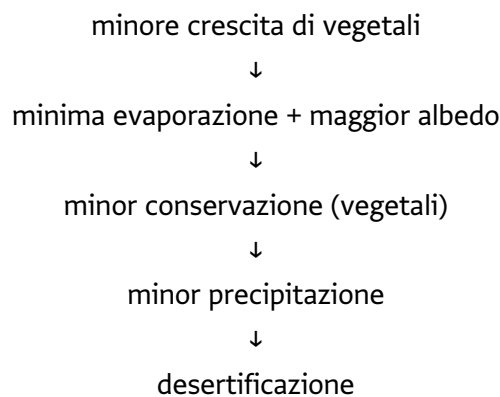 minore crescita di vegetali
↓
minima evaporazione + maggior albedo
↓
minor conservazione (vegetali)
↓
minor precipitazione
↓
desertificazione